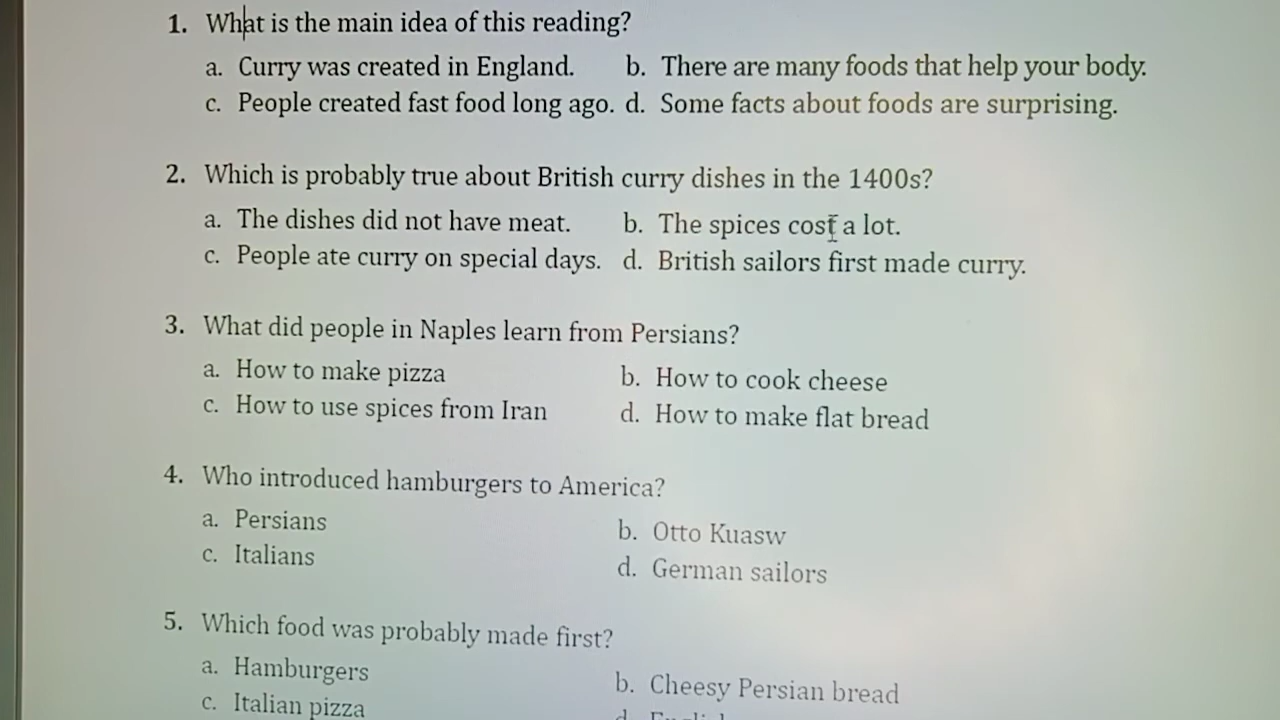 1. What is the main idea of this reading?
a. Curry was created in England. b. There are many foods that help your body.
c. People created fast food long ago. d. Some facts about foods are surprising.
2. Which is probably true about British curry dishes in the 1400s?
a. The dishes did not have meat. b. The spices cost a lot.
c. People ate curry on special days. d. British sailors first made curry.
3. What did people in Naples learn from Persians?
a. How to make pizza b. How to cook cheese
c. How to use spices from Iran d. How to make flat bread
4. Who introduced hamburgers to America?
a. Persians b. Otto Kuasw
c. Italians d. German sailors
5. Which food was probably made first?
a. Hamburgers b. Cheesy Persian bread
c. Italian pizza d.